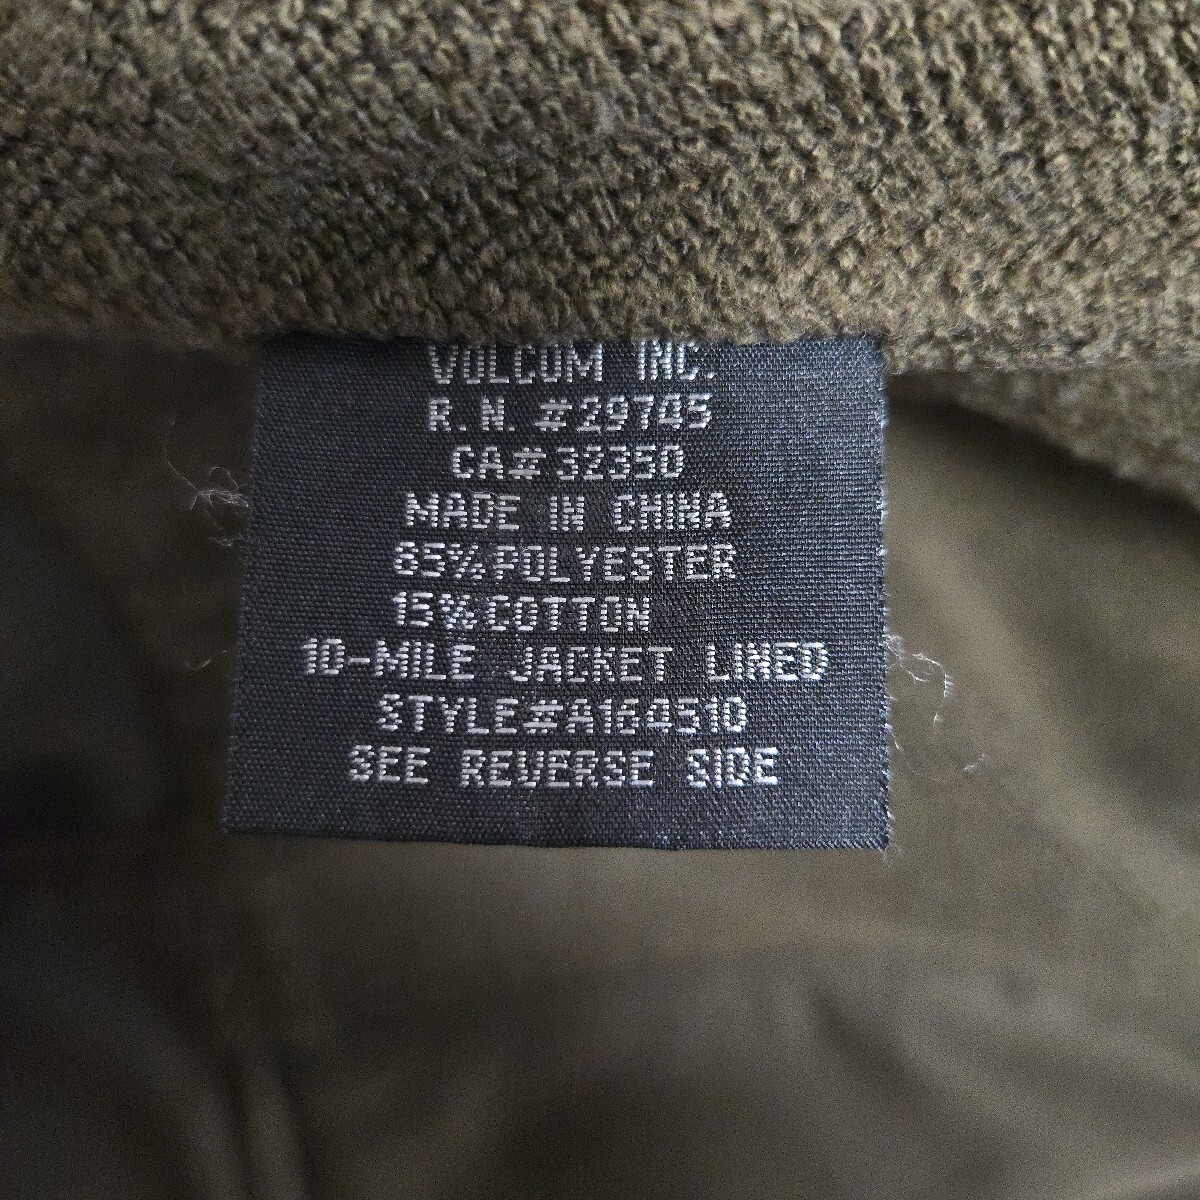 VOLCOM INC.
R.N. #29745
CA#32350
MADE IN CHINA
85%POLYESTER
15%COTTON
10-MILE JACKET LINED
STYLE#A164510
SEE REVERSE SIDE